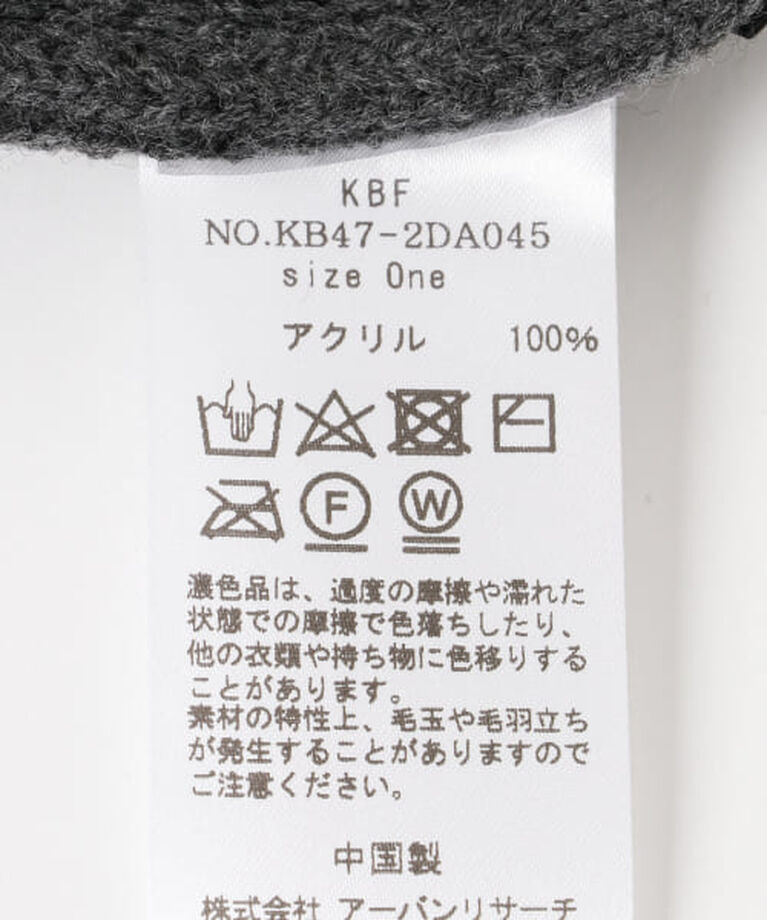 KBF
NO.KB47-2DA045
size One
アクリル 100%
F W
濃色品は、過度の摩擦や濡れた
状態での摩擦で色落ちしたり、
他の衣類や持ち物に色移りする
ことがあります。
素材の特性上、毛玉や毛羽立ち
が発生することがありますので
ご注意ください。
中国製
株式会社 アーバンリサーチ